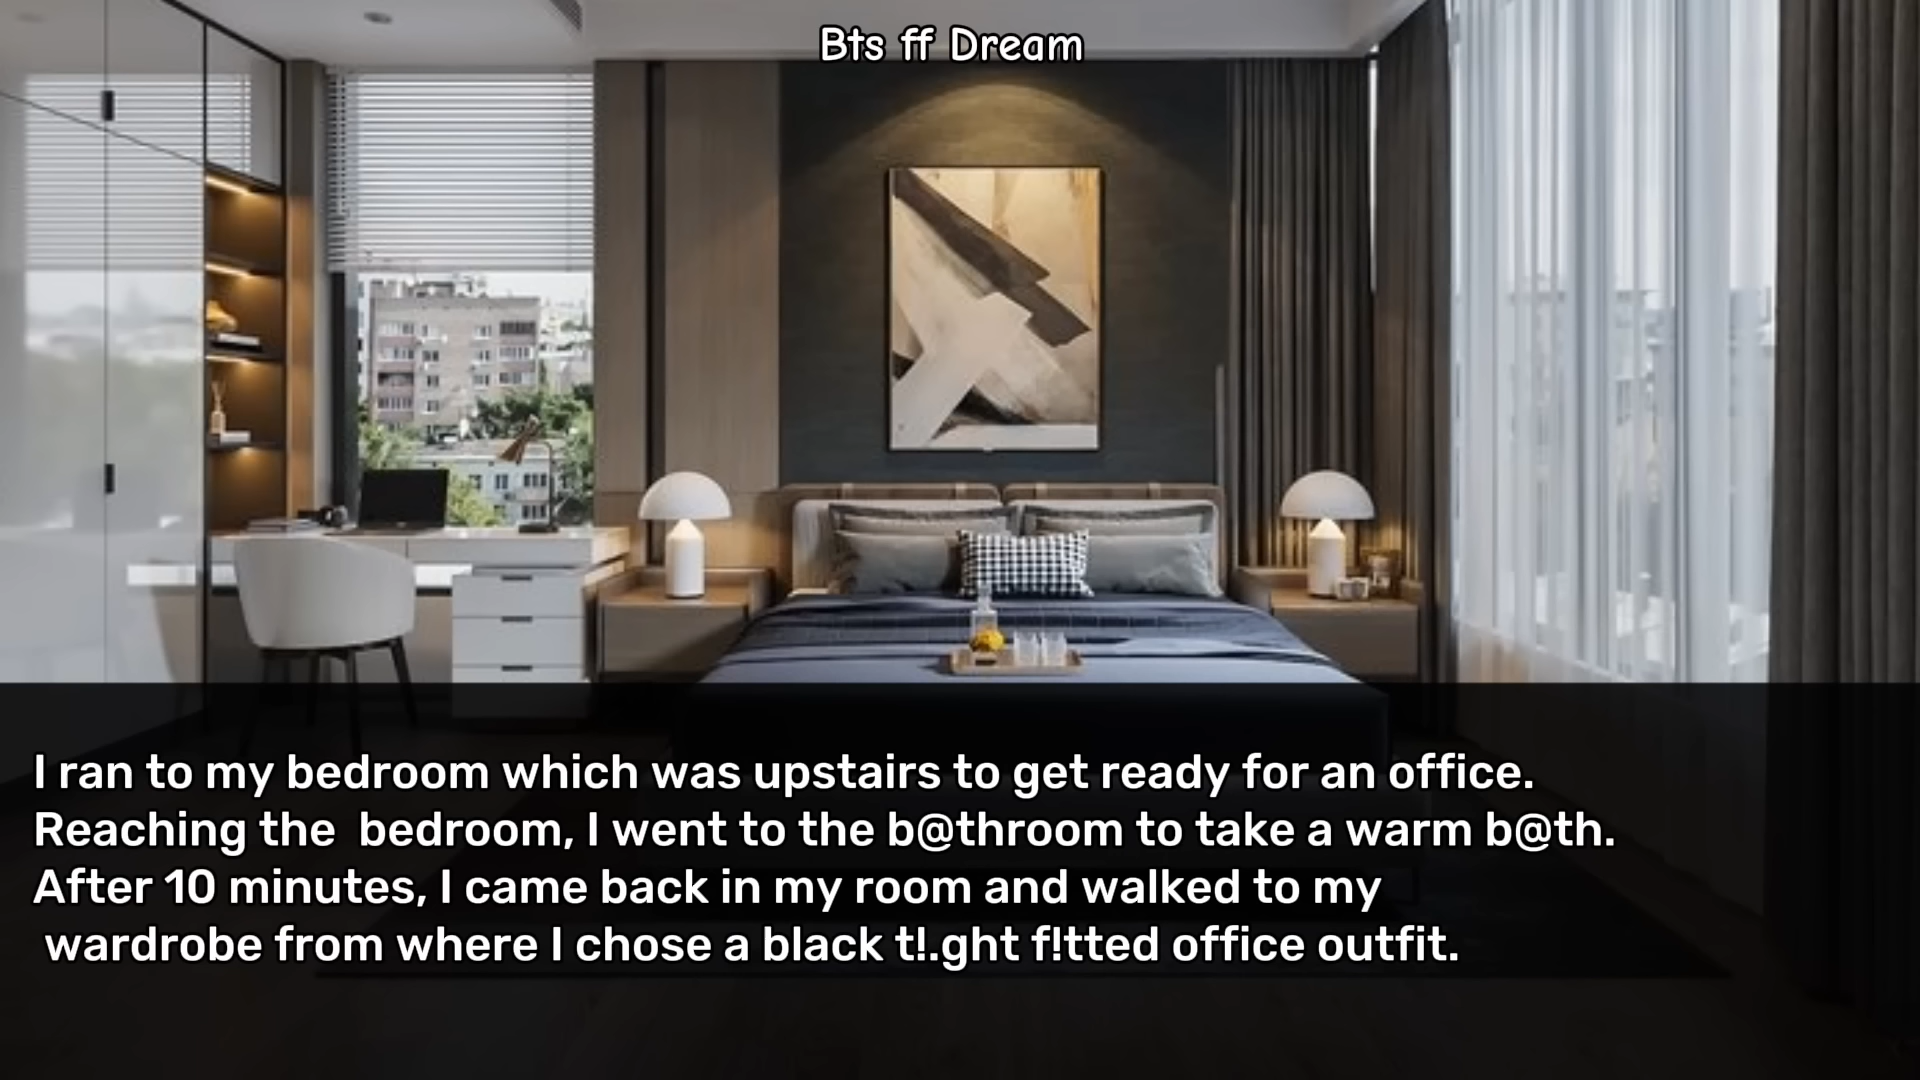 Bts ff Dream
I ran to my bedroom which was upstairs to get ready for an office.
Reaching the  bedroom, I went to the b@throom to take a warm b@th.
After 10 minutes, I came back in my room and walked to my
wardrobe from where I chose a black t!.ght f!tted office outfit.